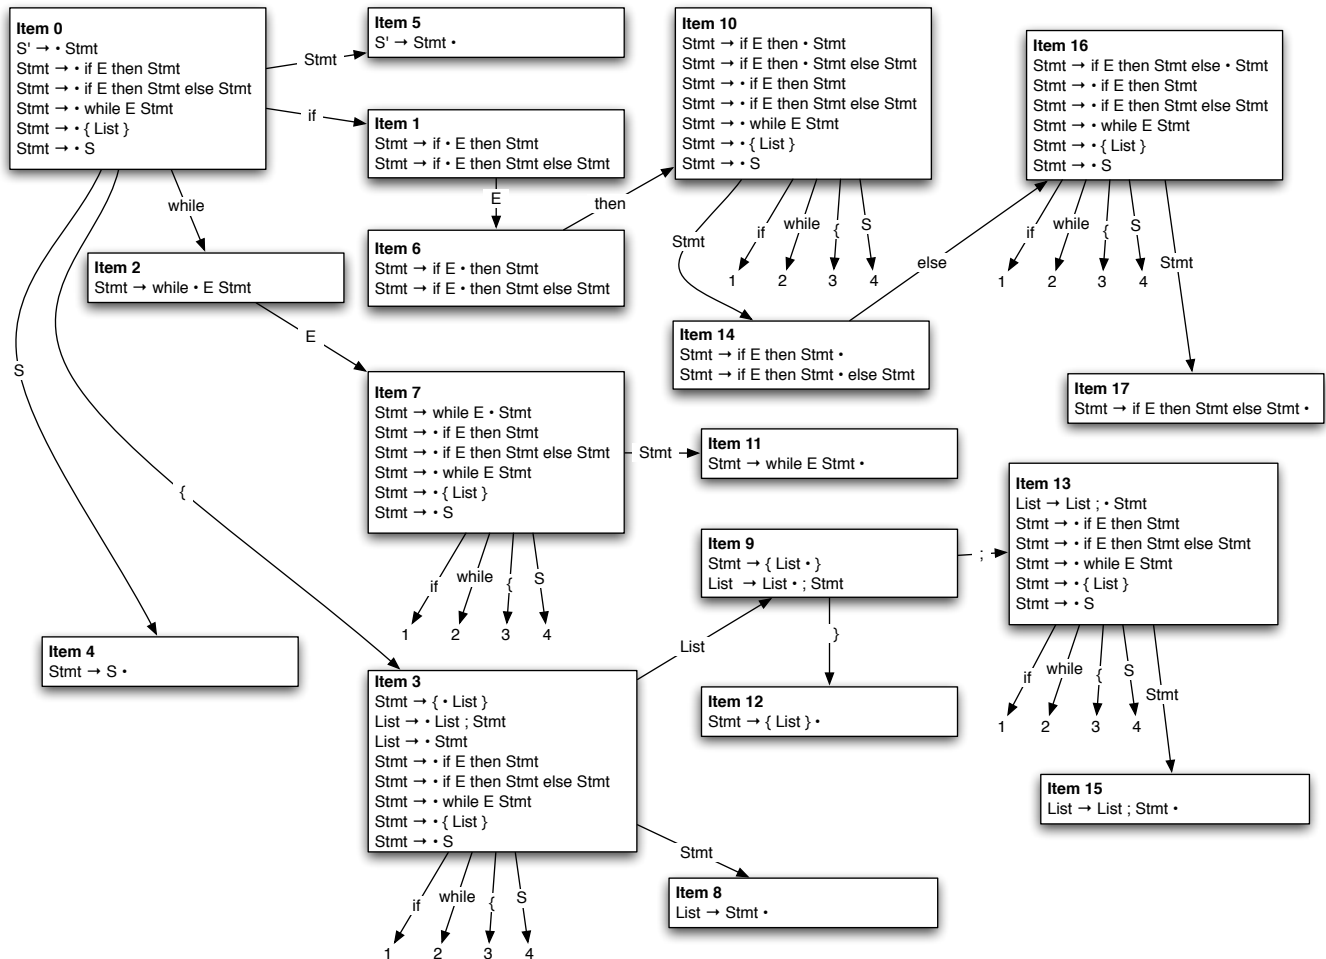 Item 0
S' → • Stmt
Stmt → • if E then Stmt
Stmt → • if E then Stmt else Stmt
Stmt → • while E Stmt
Stmt → • { List }
Stmt → • S
Stmt
if
while
S
{
Item 5
S' → Stmt •
Item 1
Stmt → if • E then Stmt
Stmt → if • E then Stmt else Stmt
E
Item 6
Stmt → if E • then Stmt
Stmt → if E • then Stmt else Stmt
then
Item 10
Stmt → if E then • Stmt
Stmt → if E then • Stmt else Stmt
Stmt → • if E then Stmt
Stmt → • if E then Stmt else Stmt
Stmt → • while E Stmt
Stmt → • { List }
Stmt → • S
Stmt
if
while
{
S
1
2
3
4
Item 14
Stmt → if E then Stmt •
Stmt → if E then Stmt • else Stmt
else
Item 16
Stmt → if E then Stmt else • Stmt
Stmt → • if E then Stmt
Stmt → • if E then Stmt else Stmt
Stmt → • while E Stmt
Stmt → • { List }
Stmt → • S
if
while
{
S
Stmt
1
2
3
4
Item 17
Stmt → if E then Stmt else Stmt •
Item 2
Stmt → while • E Stmt
E
Item 7
Stmt → while E • Stmt
Stmt → • if E then Stmt
Stmt → • if E then Stmt else Stmt
Stmt → • while E Stmt
Stmt → • { List }
Stmt → • S
Stmt
if
while
{
S
1
2
3
4
Item 11
Stmt → while E Stmt •
Item 4
Stmt → S •
Item 3
Stmt → { • List }
List → • List ; Stmt
List → • Stmt
Stmt → • if E then Stmt
Stmt → • if E then Stmt else Stmt
Stmt → • while E Stmt
Stmt → • { List }
Stmt → • S
List
Stmt
if
while
{
S
1
2
3
4
Item 9
Stmt → { List • }
List → List • ; Stmt
;
}
Item 12
Stmt → { List } •
Item 8
List → Stmt •
Item 13
List → List ; • Stmt
Stmt → • if E then Stmt
Stmt → • if E then Stmt else Stmt
Stmt → • while E Stmt
Stmt → • { List }
Stmt → • S
if
while
{
S
Stmt
1
2
3
4
Item 15
List → List ; Stmt •